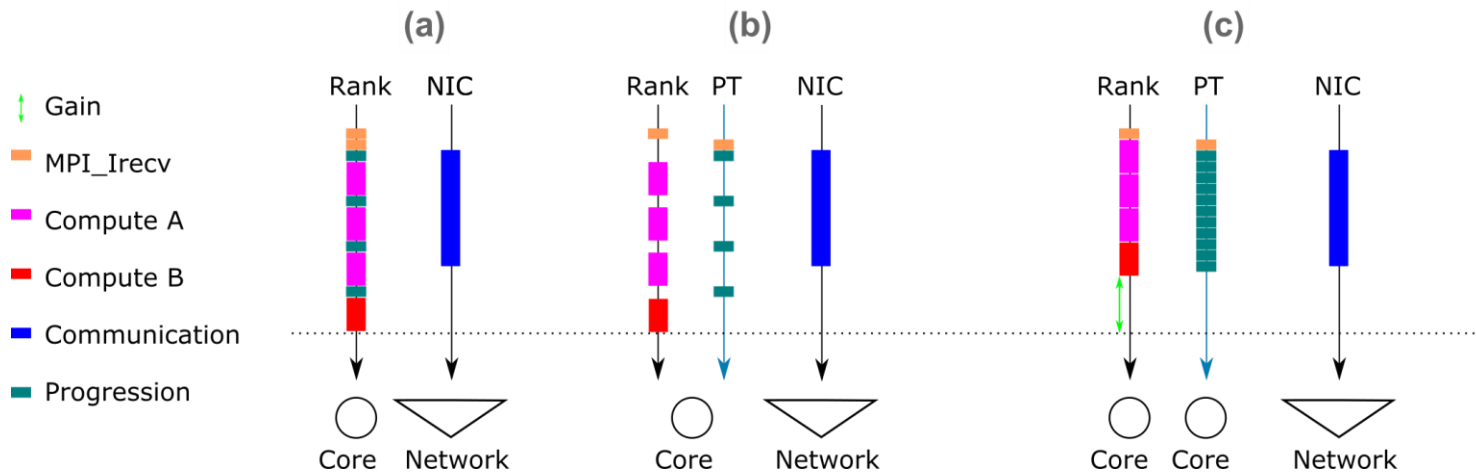 (a) (b) (c)
Rank NIC Rank PT NIC Rank PT NIC
Gain
MPI_Irecv
Compute A
Compute B
Communication
Progression
Core Network Core Network Core Core Network